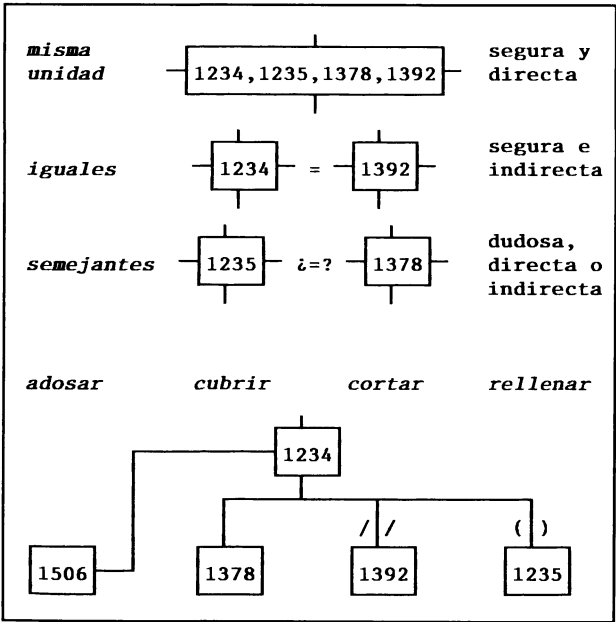 misma unidad 1234,1235,1378,1392 segura y directa
iguales 1234 = 1392 segura e indirecta
semejantes 1235 ¿=? 1378 dudosa, directa o indirecta
adosar cubrir cortar rellenar
1234
/ / ( )
1506 1378 1392 1235